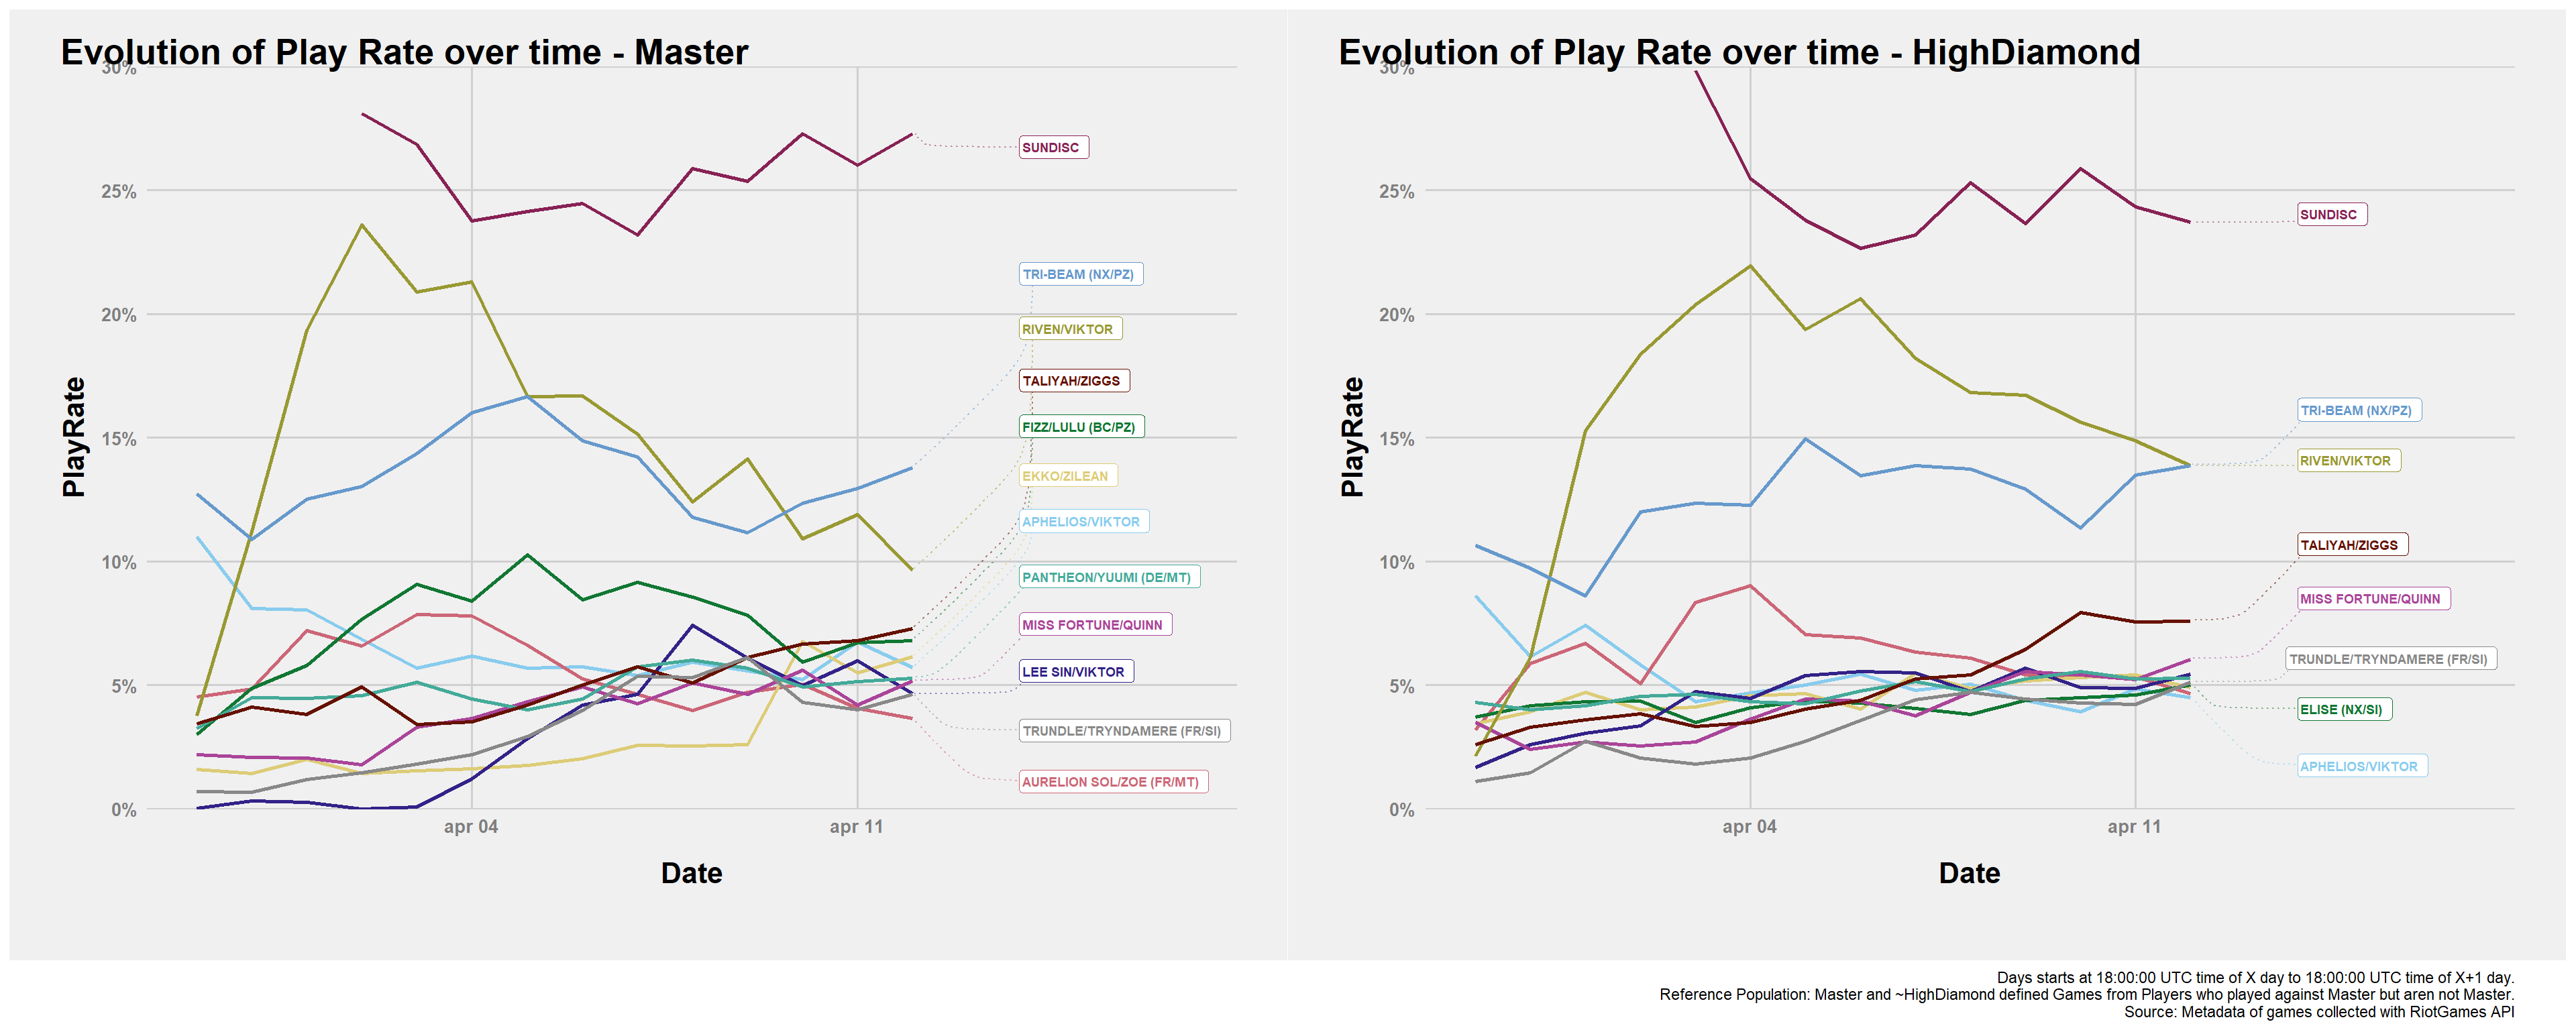 Evolution of Play Rate over time - Master
30%
25%
20%
15%
10%
5%
0%
PlayRate
apr 04
apr 11
Date
SUNDISC
TRI-BEAM (NX/PZ)
RIVEN/VIKTOR
TALIYAH/ZIGGS
FIZZ/LULU (BC/PZ)
EKKO/ZILEAN
APHELIOS/VIKTOR
PANTHEON/YUUMI (DE/MT)
MISS FORTUNE/QUINN
LEE SIN/VIKTOR
TRUNDLE/TRYNDAMERE (FR/SI)
AURELION SOL/ZOE (FR/MT)
Evolution of Play Rate over time - HighDiamond
30%
25%
20%
15%
10%
5%
0%
PlayRate
apr 04
apr 11
Date
SUNDISC
TRI-BEAM (NX/PZ)
RIVEN/VIKTOR
TALIYAH/ZIGGS
MISS FORTUNE/QUINN
TRUNDLE/TRYNDAMERE (FR/SI)
ELISE (NX/SI)
APHELIOS/VIKTOR
Days starts at 18:00:00 UTC time of X day to 18:00:00 UTC time of X+1 day.
Reference Population: Master and ~HighDiamond defined Games from Players who played against Master but aren not Master.
Source: Metadata of games collected with RiotGames API